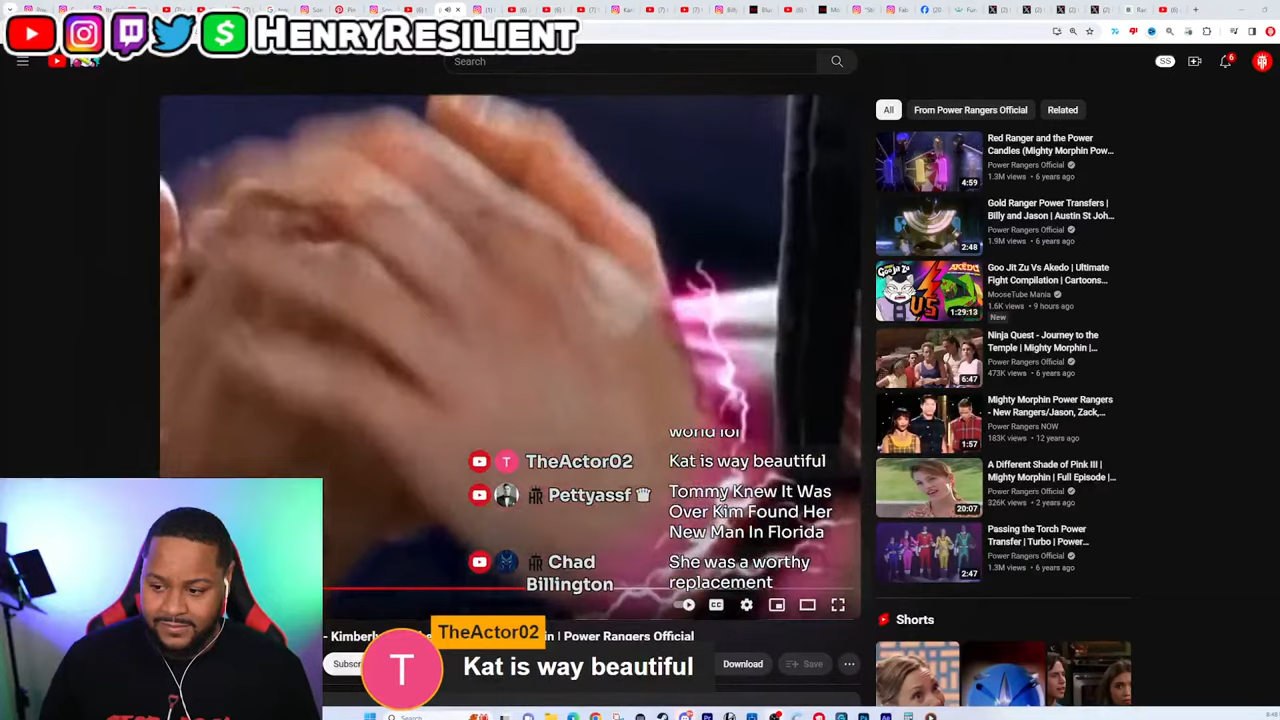 HENRYRESILIENT
Search
SS
6
All
From Power Rangers Official
Related
Red Ranger and the Power
Candles (Mighty Morphin Pow...
Power Rangers Official
1.3M views • 6 years ago
4:59
Gold Ranger Power Transfers |
Billy and Jason | Austin St Joh...
Power Rangers Official
1.9M views • 6 years ago
2:48
Goo Jit Zu Vs Akedo | Ultimate
Fight Compilation | Cartoons...
MooseTube Mania
1.6K views • 9 hours ago
New
1:29:13
Ninja Quest - Journey to the
Temple | Mighty Morphin |...
Power Rangers Official
473K views • 6 years ago
6:47
Mighty Morphin Power Rangers
- New Rangers/Jason, Zack,...
Power Rangers NOW
183K views • 12 years ago
1:57
A Different Shade of Pink III |
Mighty Morphin | Full Episode |...
Power Rangers Official
326K views • 2 years ago
20:07
Passing the Torch Power
Transfer | Turbo | Power...
Power Rangers Official
1.3M views • 6 years ago
2:47
Shorts
world lol
TheActor02 Kat is way beautiful
Pettyassf Tommy Knew It Was
Over Kim Found Her
New Man In Florida
Chad She was a worthy
Billington replacement
CC
- Kimberly
n | Power Rangers Official
TheActor02
T
Kat is way beautiful
Subscr
Download
Save
Search